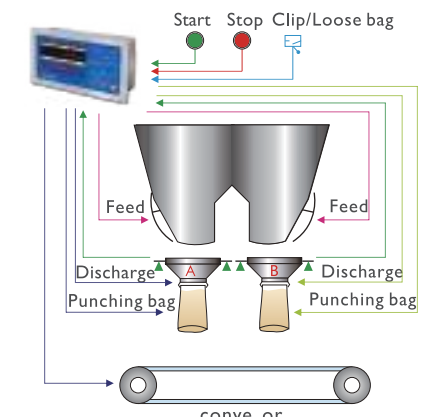 Start Stop Clip/Loose bag
Feed Feed
A B
Discharge Discharge
Punching bag Punching bag